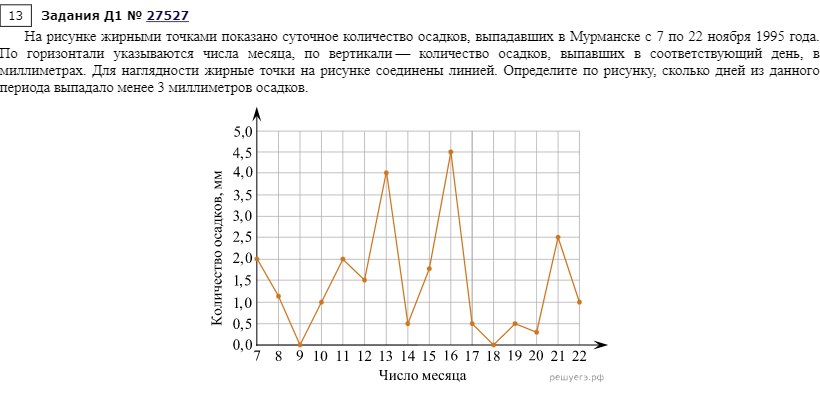 13 Задания Д1 № 27527
На рисунке жирными точками показано суточное количество осадков, выпадавших в Мурманске с 7 по 22 ноября 1995 года.
По горизонтали указываются числа месяца, по вертикали — количество осадков, выпавших в соответствующий день, в
миллиметрах. Для наглядности жирные точки на рисунке соединены линией. Определите по рисунку, сколько дней из данного
периода выпадало менее 3 миллиметров осадков.
Количество осадков, мм
5,0
4,5
4,0
3,5
3,0
2,5
2,0
1,5
1,0
0,5
0,0
7 8 9 10 11 12 13 14 15 16 17 18 19 20 21 22
Число месяца
решуегэ.рф